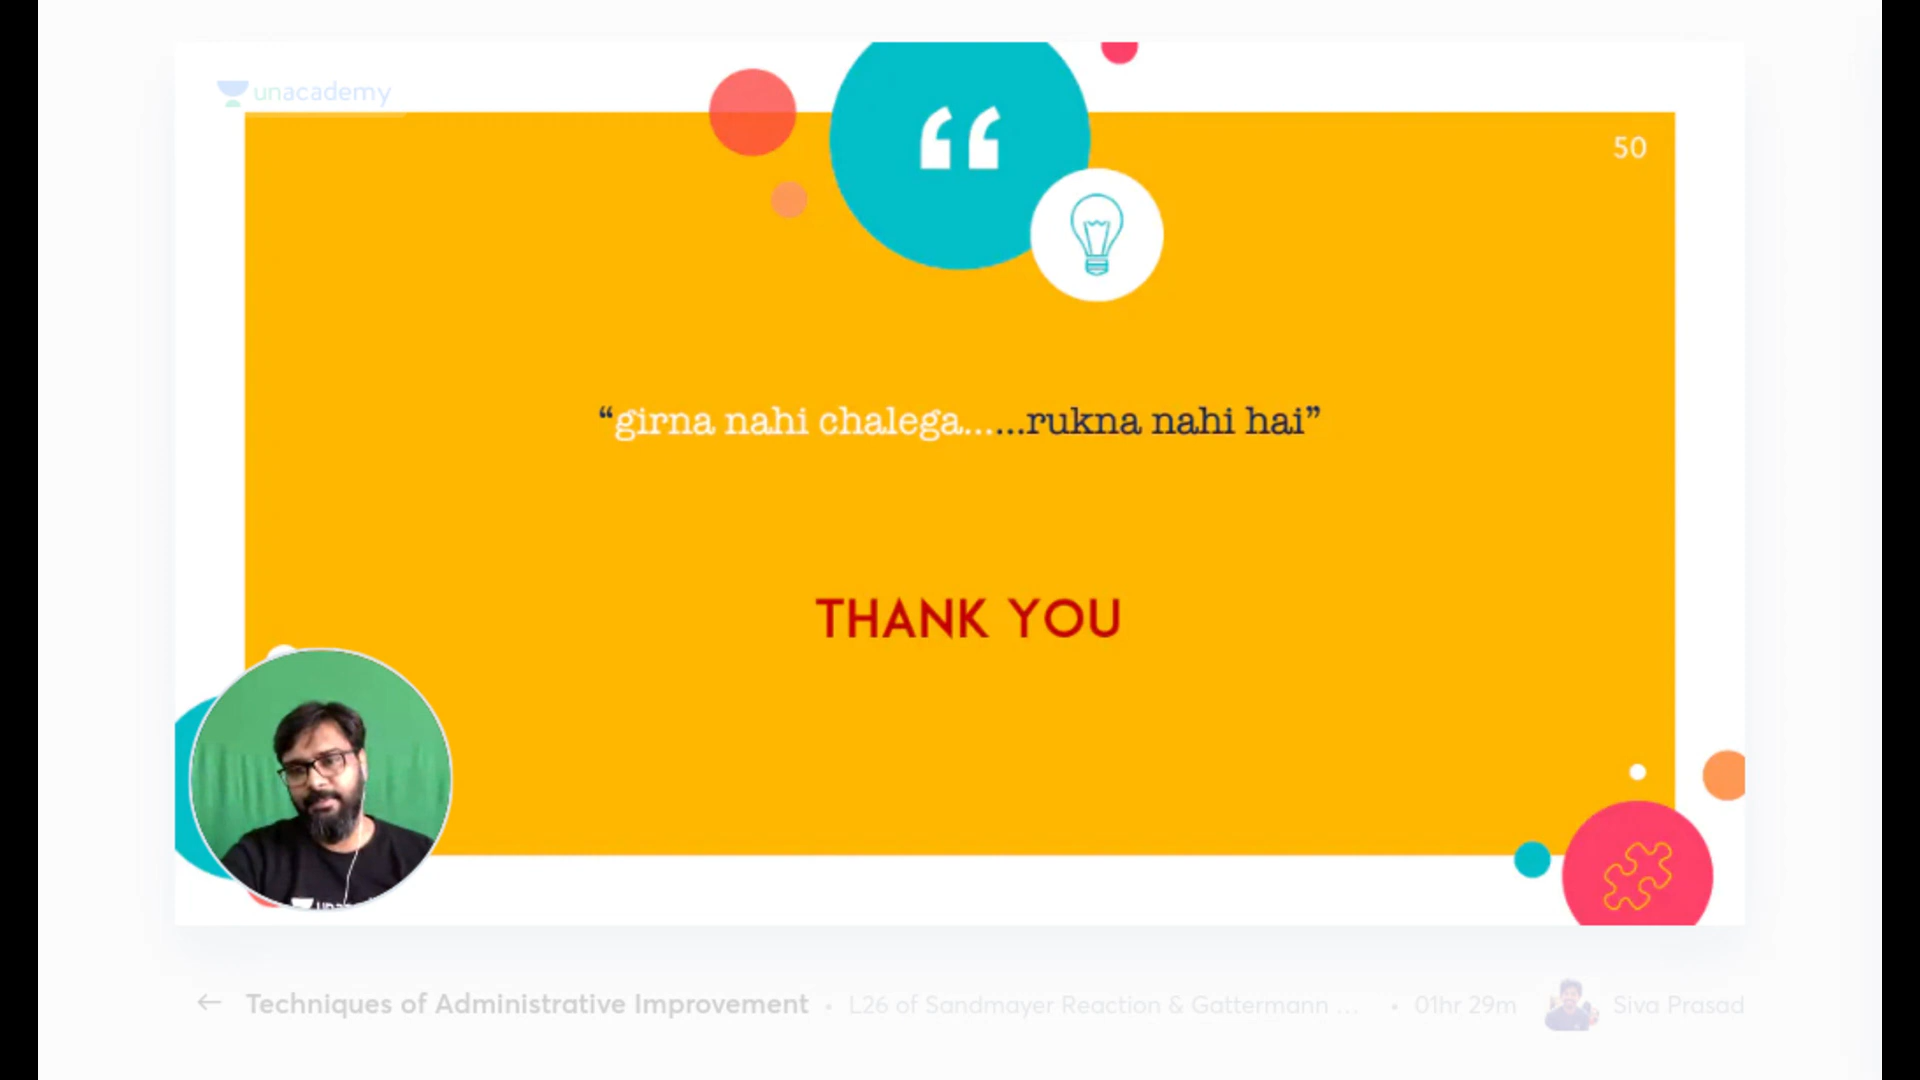 unacademy
50
“girna nahi chalega......rukna nahi hai”
THANK YOU
Techniques of Administrative Improvement • L26 of Sandmayer Reaction & Gattermann ... • 01hr 29m Siva Prasad